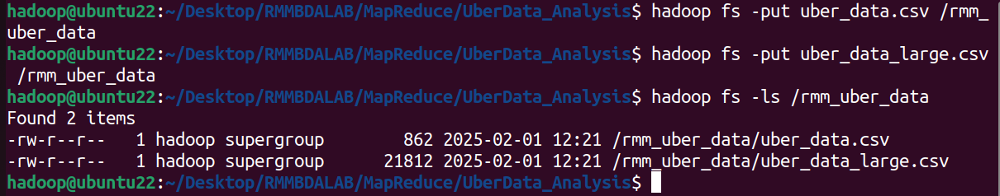 hadoop@ubuntu22:~/Desktop/RMMBDALAB/MapReduce/UberData_Analysis$ hadoop fs -put uber_data.csv /rmm_
uber_data
hadoop@ubuntu22:~/Desktop/RMMBDALAB/MapReduce/UberData_Analysis$ hadoop fs -put uber_data_large.csv
 /rmm_uber_data
hadoop@ubuntu22:~/Desktop/RMMBDALAB/MapReduce/UberData_Analysis$ hadoop fs -ls /rmm_uber_data
Found 2 items
-rw-r--r--   1 hadoop supergroup        862 2025-02-01 12:21 /rmm_uber_data/uber_data.csv
-rw-r--r--   1 hadoop supergroup      21812 2025-02-01 12:21 /rmm_uber_data/uber_data_large.csv
hadoop@ubuntu22:~/Desktop/RMMBDALAB/MapReduce/UberData_Analysis$